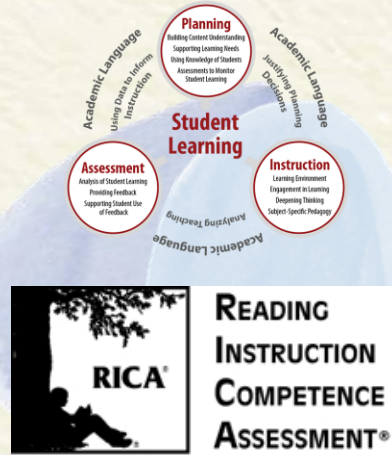 Planning
Building Content Understanding
Supporting Learning Needs
Using Knowledge of Students
Assessments to Monitor
Student Learning
Academic Language
Using Data to Inform
Instruction
Academic Language
Justifying Planning
Decisions
Student
Learning
Assessment
Analysis of Student Learning
Providing Feedback
Supporting Student Use
of Feedback
Instruction
Learning Environment
Engagement in Learning
Deepening Thinking
Subject-Specific Pedagogy
Analyzing Teaching
Academic Language
RICA®
READING
INSTRUCTION
COMPETENCE
ASSESSMENT®